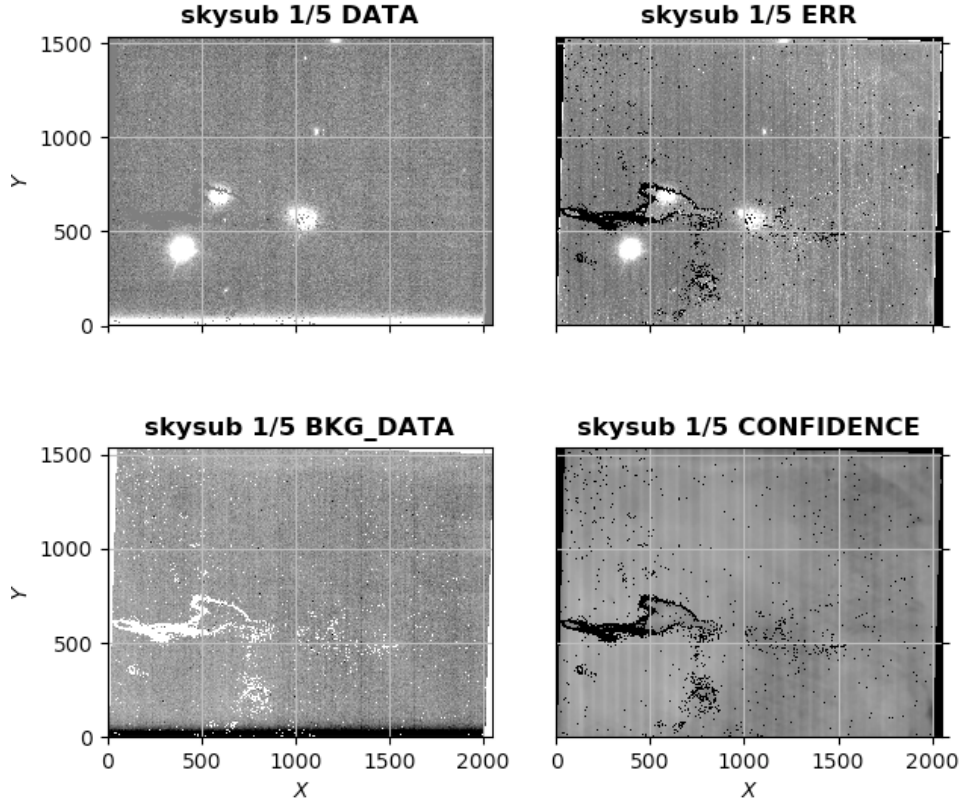 skysub 1/5 DATA
skysub 1/5 ERR
1500
1000
500
0
Y
skysub 1/5 BKG_DATA
skysub 1/5 CONFIDENCE
1500
1000
500
0
Y
0 500 1000 1500 2000
0 500 1000 1500 2000
X
X